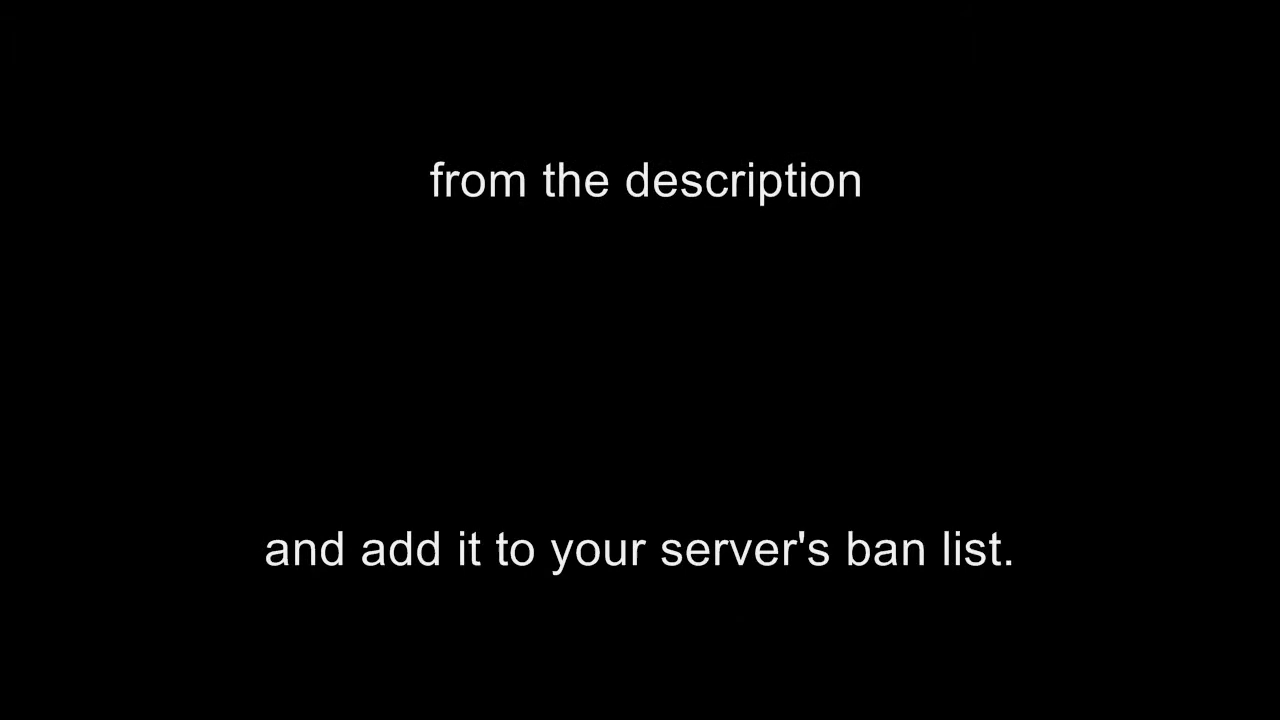 from the description
and add it to your server's ban list.